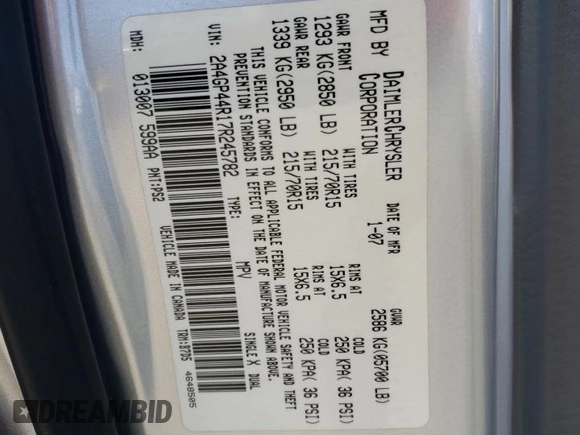 MFD BY DAIMLERCHRYSLER CORPORATION
DATE OF MFR 1-07
GVWR 2586 KG(05700 LB)
GAWR FRONT WITH TIRES RIMS AT COLD
1293 KG(2850 LB) 215/70R15 15X6.5 250 KPA( 36 PSI)
GAWR REAR WITH TIRES RIMS AT COLD
1339 KG(2950 LB) 215/70R15 15X6.5 250 KPA( 36 PSI)
THIS VEHICLE CONFORMS TO ALL APPLICABLE FEDERAL MOTOR VEHICLE SAFETY AND THEFT
PREVENTION STANDARDS IN EFFECT ON THE DATE OF MANUFACTURE SHOWN ABOVE.
VIN: 2A4GP44R17R245782 TYPE: MPV SINGLE X DUAL
MDH: 013007 599AA PNT:PS2 VEHICLE MADE IN CANADA TRM:B7D5 4648505
DREAMBID